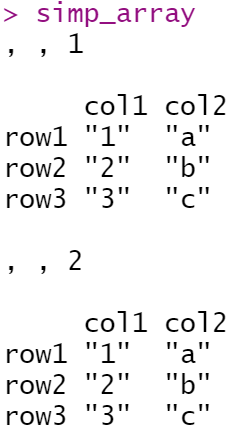 > simp_array
, , 1
     col1 col2
row1 "1"  "a"
row2 "2"  "b"
row3 "3"  "c"
, , 2
     col1 col2
row1 "1"  "a"
row2 "2"  "b"
row3 "3"  "c"